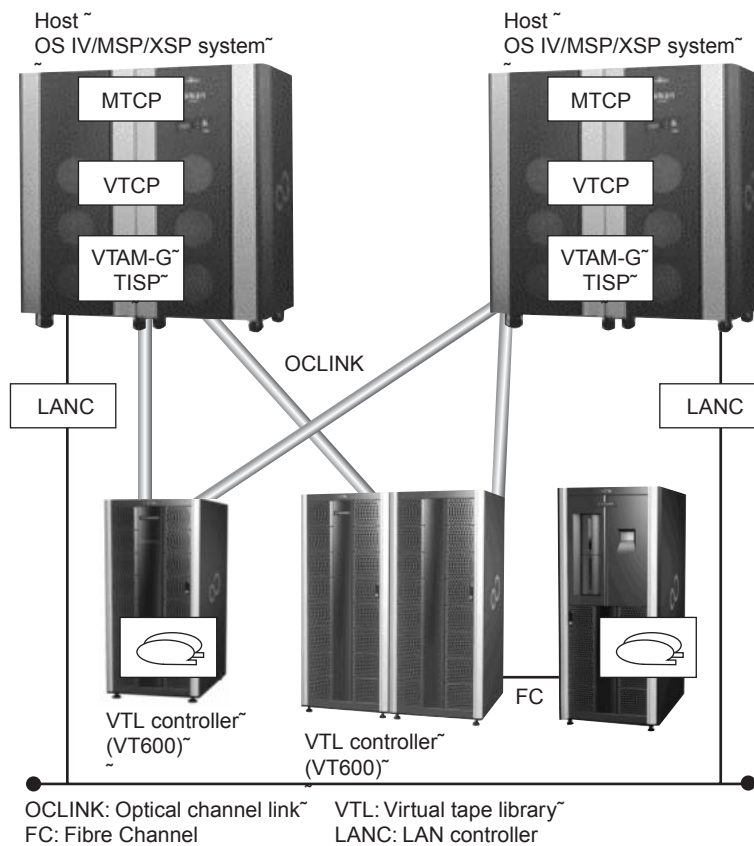 Host ˜
OS IV/MSP/XSP system˜
˜
MTCP
VTCP
VTAM-G˜
TISP˜
Host ˜
OS IV/MSP/XSP system˜
˜
MTCP
VTCP
VTAM-G˜
TISP˜
OCLINK
LANC
LANC
FC
VTL controller˜
(VT600)˜
˜
VTL controller˜
(VT600)˜
˜
OCLINK: Optical channel link˜ VTL: Virtual tape library˜
FC: Fibre Channel LANC: LAN controller